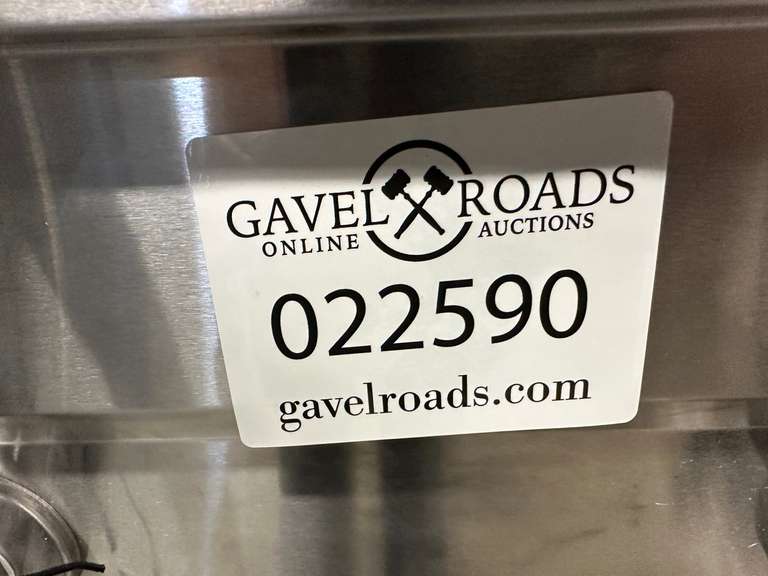 GAVEL ROADS
ONLINE AUCTIONS
022590
gavelroads.com